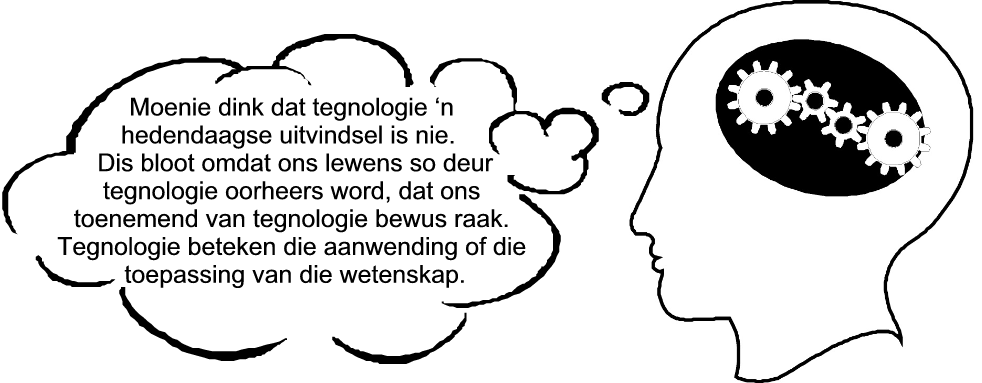 Moenie dink dat tegnologie ‘n
hedendaagse uitvindsel is nie.
Dis bloot omdat ons lewens so deur
tegnologie oorheers word, dat ons
toenemend van tegnologie bewus raak.
Tegnologie beteken die aanwending of die
toepassing van die wetenskap.